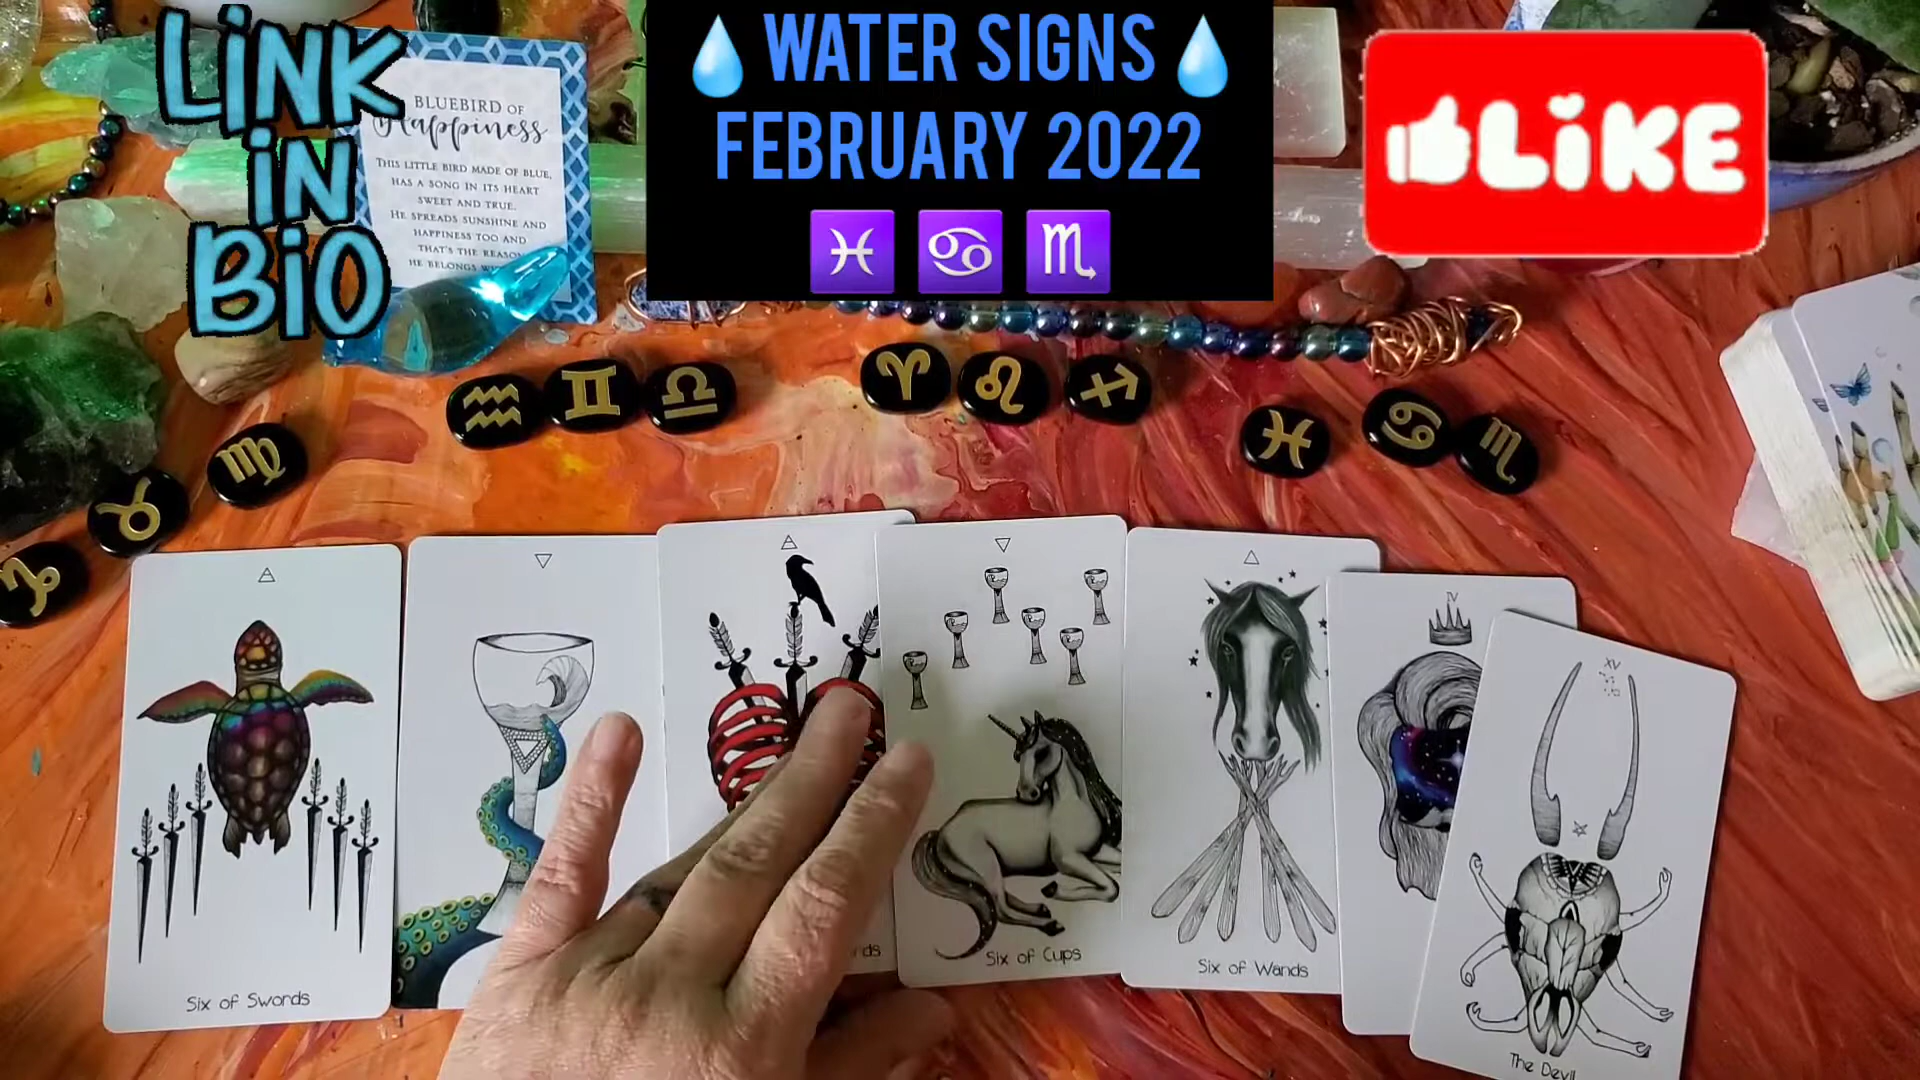 LiNK
iN
BiO
BLUEBIRD OF
Happiness
THIS LITTLE BIRD MADE OF BLUE,
HAS A SONG IN ITS HEART
SWEET AND TRUE.
HE SPREADS SUNSHINE AND
HAPPINESS TOO AND
THAT'S THE REASON
HE BELONGS
💧 WATER SIGNS 💧
FEBRUARY 2022
♓ ♋ ♏
LiKE
IV
XV
Six of Swords
Six of Cups
Six of Wands
The Devil